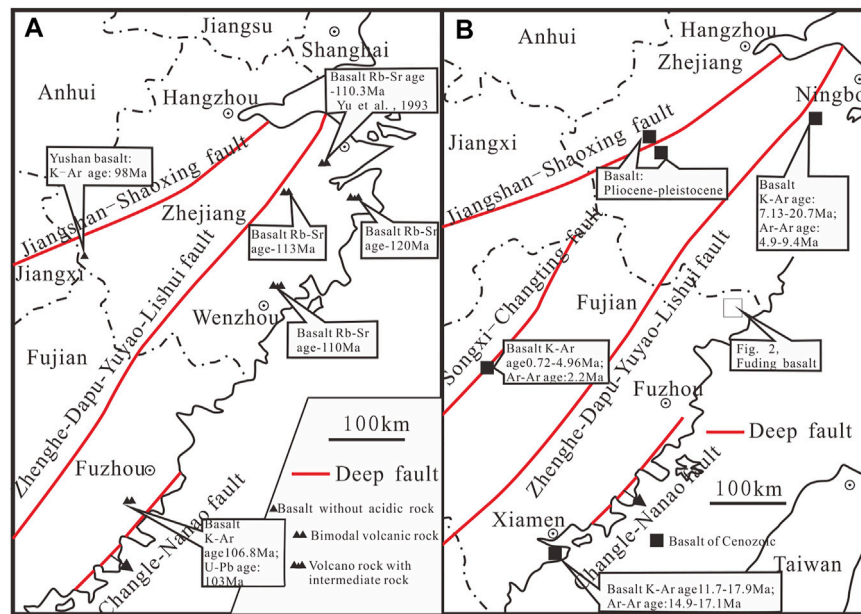 A
Jiangsu
Shanghai
Basalt Rb-Sr age
-110.3Ma
Yu et al., 1993
Anhui
Hangzhou
Yushan basalt:
K-Ar age: 98Ma
Jiangshan-Shaoxing fault
Zhejiang
Basalt Rb-Sr
age-113Ma
Basalt Rb-Sr
age-120Ma
Jiangxi
Wenzhou
Basalt Rb-Sr
age-110Ma
Fujian
Zhenghe-Dapu-Yuyao-Lishui fault
Fuzhou
Basalt
K-Ar
age106.8Ma;
U-Pb age:
103Ma
Changle-Nanao fault
100km
Deep fault
Basalt without acidic rock
Bimodal volcanic rock
Volcano rock with
intermediate rock
B
Anhui
Hangzhou
Zhejiang
Ningbo
Jiangxi
Jiangshan-Shaoxing fault
Basalt:
Pliocene-pleistocene
Basalt
K-Ar age:
7.13-20.7Ma;
Ar-Ar age:
4.9-9.4Ma
Songxi-Changting fault
Fujian
Zhenghe-Dapu-Yuyao-Lishui fault
Fig. 2,
Fuding basalt
Basalt K-Ar
age0.72-4.96Ma;
Ar-Ar age:2.2Ma
Fuzhou
Deep fault
100km
Xiamen
Changle-Nanao fault
Basalt of Cenozoic
Taiwan
Basalt K-Ar age11.7-17.9Ma;
Ar-Ar age:14.9-17.1Ma